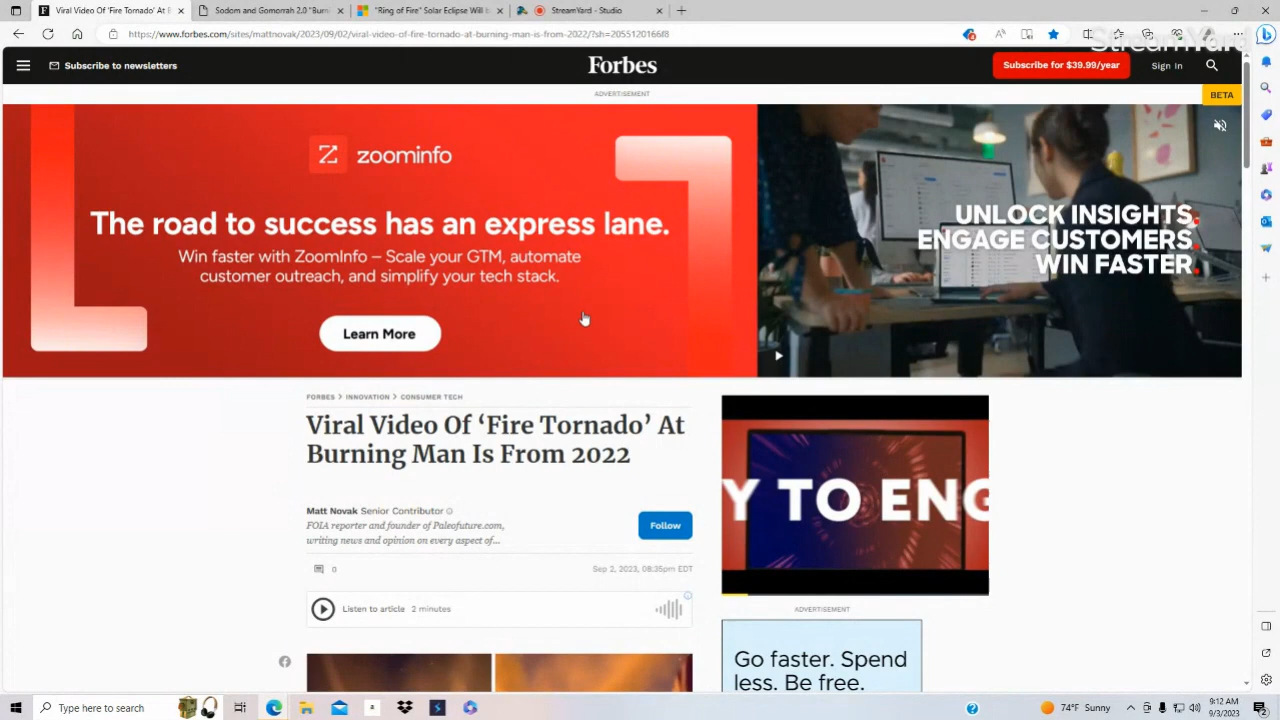 Viral Video Of 'Fire Tornado' At B
Sodom and Gomorrah 2.0 "Burn
"Ring of Fire" Solar Eclipse Will b
StreamYard - Studio
https://www.forbes.com/sites/mattnovak/2023/09/02/viral-video-of-fire-tornado-at-burning-man-is-from-2022/?sh=2055120166f8
StreamYard
Subscribe to newsletters
Forbes
Subscribe for $39.99/year
Sign In
ADVERTISEMENT
BETA
zoominfo
The road to success has an express lane.
Win faster with ZoomInfo – Scale your GTM, automate
customer outreach, and simplify your tech stack.
Learn More
UNLOCK INSIGHTS.
ENGAGE CUSTOMERS.
WIN FASTER.
FORBES > INNOVATION > CONSUMER TECH
Viral Video Of ‘Fire Tornado’ At
Burning Man Is From 2022
Matt Novak Senior Contributor
FOIA reporter and founder of Paleofuture.com,
writing news and opinion on every aspect of...
Follow
0
Sep 2, 2023, 08:35pm EDT
Listen to article 2 minutes
Y TO ENG
ADVERTISEMENT
Go faster. Spend
less. Be free.
Type here to search
74°F Sunny
9:12 AM
9/3/2023